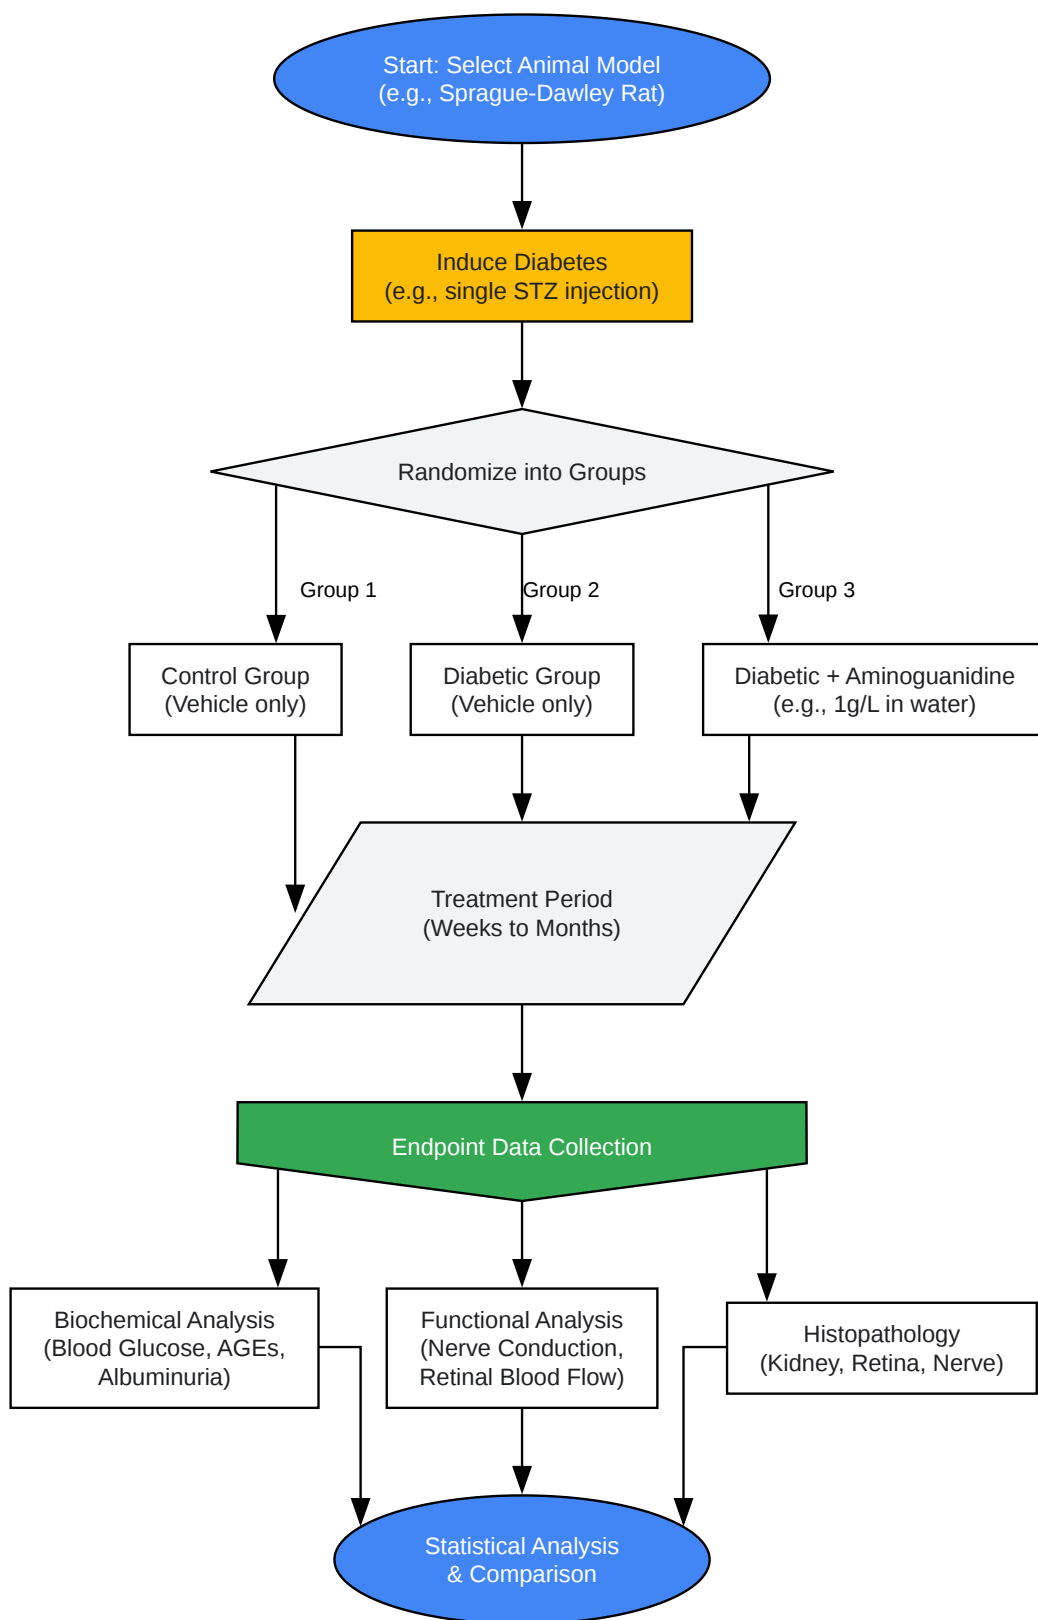 Start: Select Animal Model
(e.g., Sprague-Dawley Rat)
Induce Diabetes
(e.g., single STZ injection)
Randomize into Groups
Group 1
Group 2
Group 3
Control Group
(Vehicle only)
Diabetic Group
(Vehicle only)
Diabetic + Aminoguanidine
(e.g., 1g/L in water)
Treatment Period
(Weeks to Months)
Endpoint Data Collection
Biochemical Analysis
(Blood Glucose, AGEs,
Albuminuria)
Functional Analysis
(Nerve Conduction,
Retinal Blood Flow)
Histopathology
(Kidney, Retina, Nerve)
Statistical Analysis
& Comparison